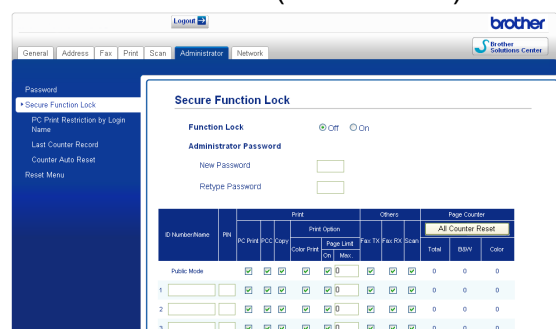 Logout
brother
General Address Fax Print Scan Administrator Network
Brother
Solutions Center
Password
Secure Function Lock
PC Print Restriction by Login
Name
Last Counter Record
Counter Auto Reset
Reset Menu
Secure Function Lock
Function Lock Off On
Administrator Password
New Password
Retype Password
Print Others Page Counter
Print Option All Counter Reset
ID Number/Name PIN PC Print PCC Copy Color Print Page Limit Fax TX Fax RX Scan Total B&W Color
On Max.
Public Mode 0 0 0 0
1 0 0 0 0
2 0 0 0 0
3